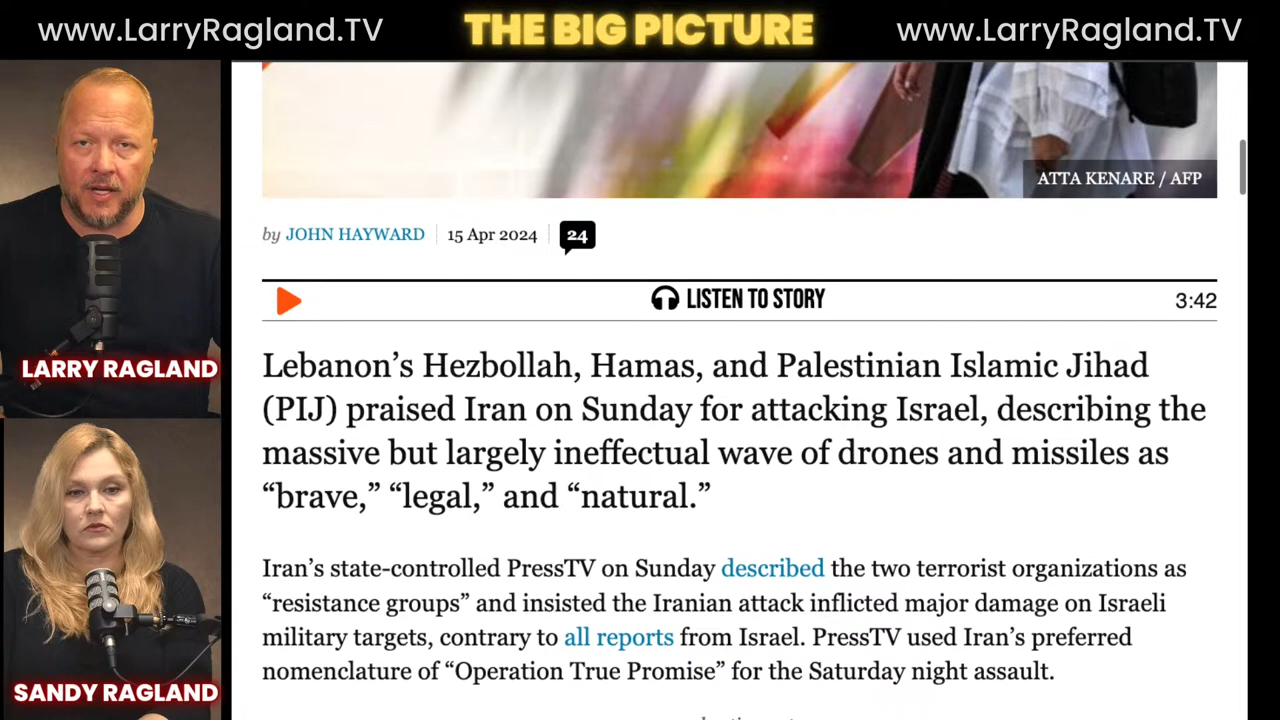 www.LarryRagland.TV
THE BIG PICTURE
www.LarryRagland.TV
ATTA KENARE / AFP
by JOHN HAYWARD 15 Apr 2024 24
LISTEN TO STORY 3:42
Lebanon’s Hezbollah, Hamas, and Palestinian Islamic Jihad
(PIJ) praised Iran on Sunday for attacking Israel, describing the
massive but largely ineffectual wave of drones and missiles as
“brave,” “legal,” and “natural.”
Iran’s state-controlled PressTV on Sunday described the two terrorist organizations as
“resistance groups” and insisted the Iranian attack inflicted major damage on Israeli
military targets, contrary to all reports from Israel. PressTV used Iran’s preferred
nomenclature of “Operation True Promise” for the Saturday night assault.
LARRY RAGLAND
SANDY RAGLAND